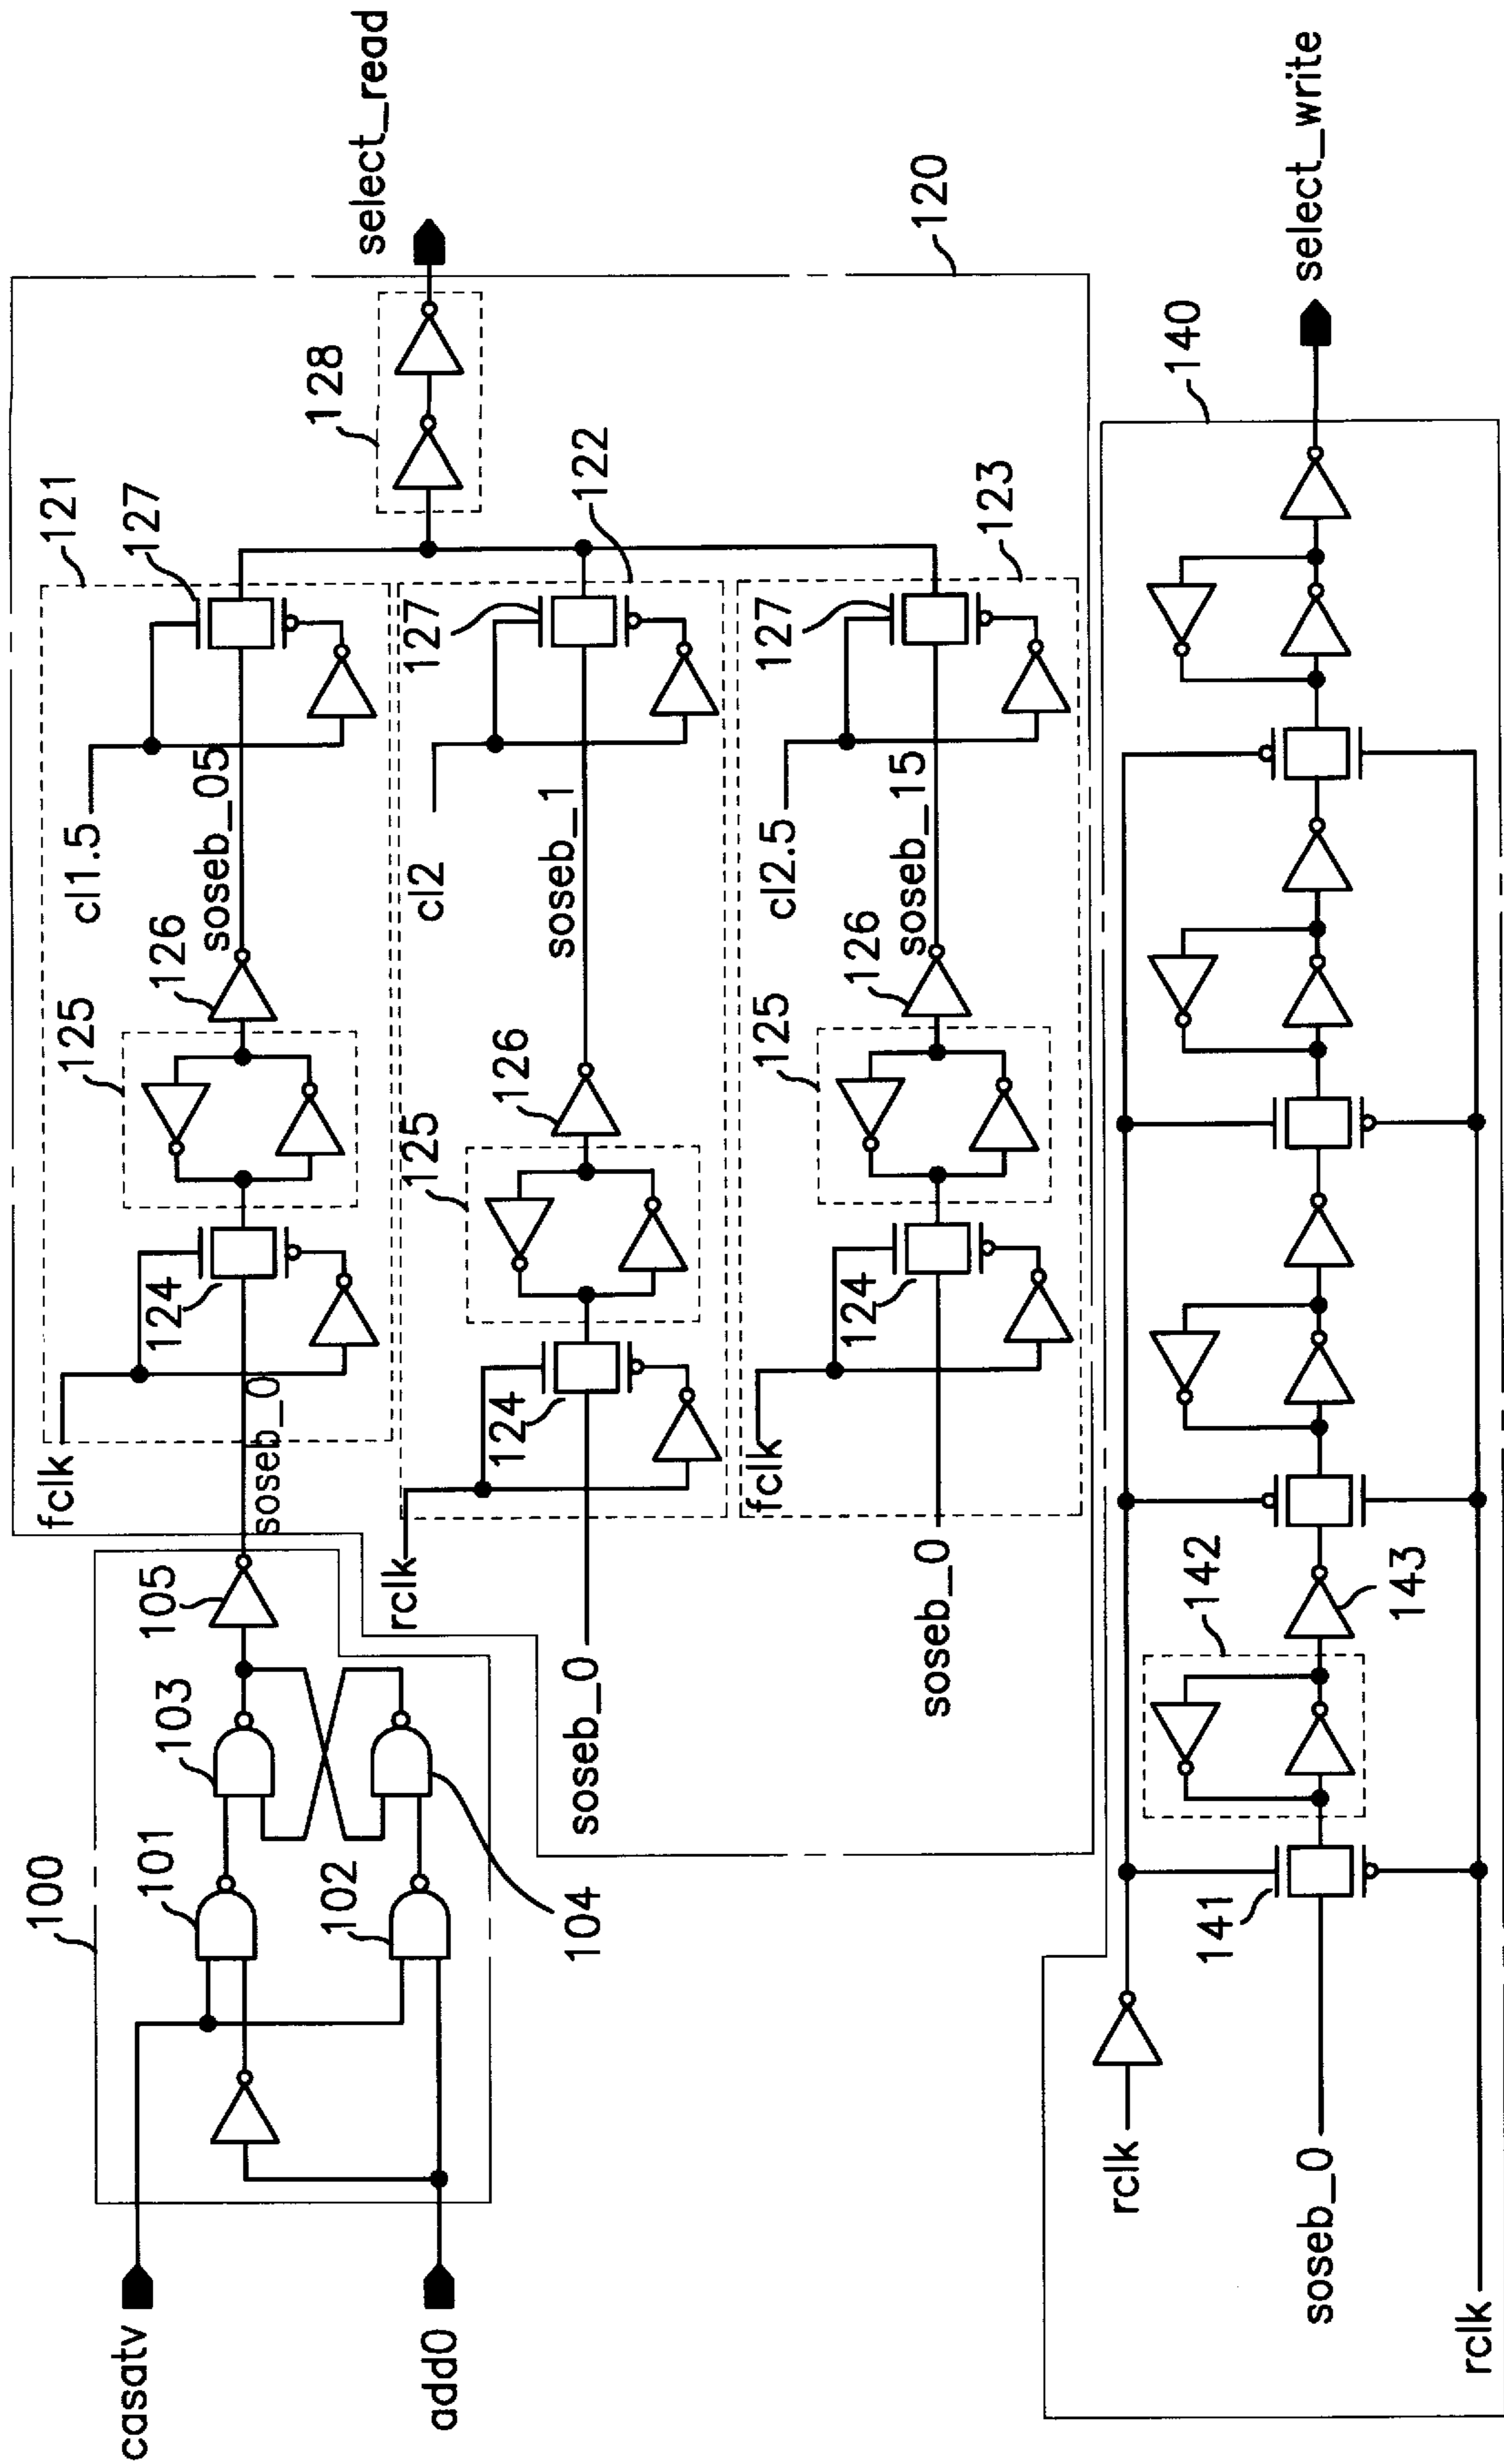 casatv
add0
100
101
102
103
104
105
soseb_0
fclk
124
125
126
soseb_05
cl1.5
127
121
128
select_read
rclk
soseb_0
124
125
126
soseb_1
cl2
127
122
fclk
soseb_0
124
125
126
soseb_15
cl2.5
127
123
120
rclk
soseb_0
rclk
141
142
143
140
select_write